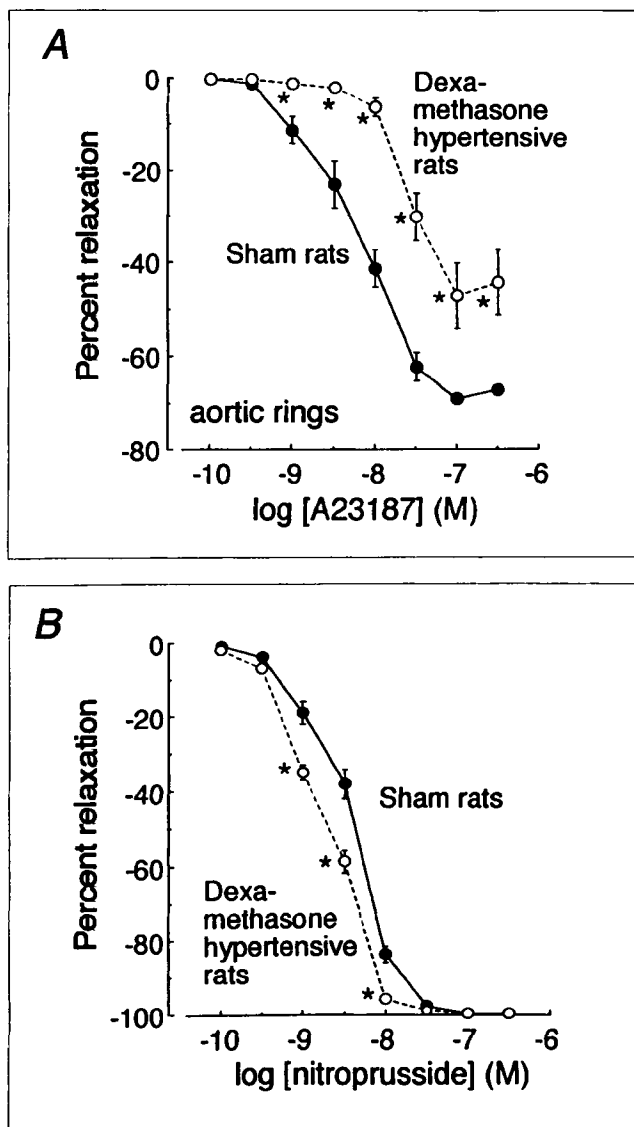 A
0
-20
-40
-60
-80
Percent relaxation
Dexa-
methasone
hypertensive
rats
* * * * * *
Sham rats
aortic rings
-10 -9 -8 -7 -6
log [A23187] (M)
B
0
-20
-40
-60
-80
-100
Percent relaxation
Sham rats
* * *
Dexa-
methasone
hypertensive
rats
-10 -9 -8 -7 -6
log [nitroprusside] (M)